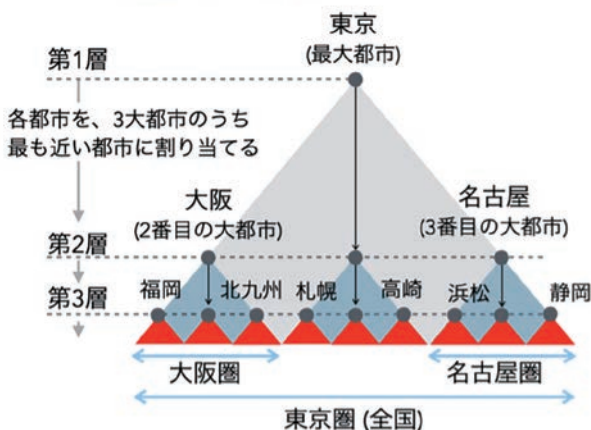 東京
(最大都市)
第1層
各都市を、3大都市のうち
最も近い都市に割り当てる
大阪
(2番目の大都市)
名古屋
(3番目の大都市)
第2層
第3層
福岡
北九州
札幌
高崎
浜松
静岡
大阪圏
名古屋圏
東京圏 (全国)